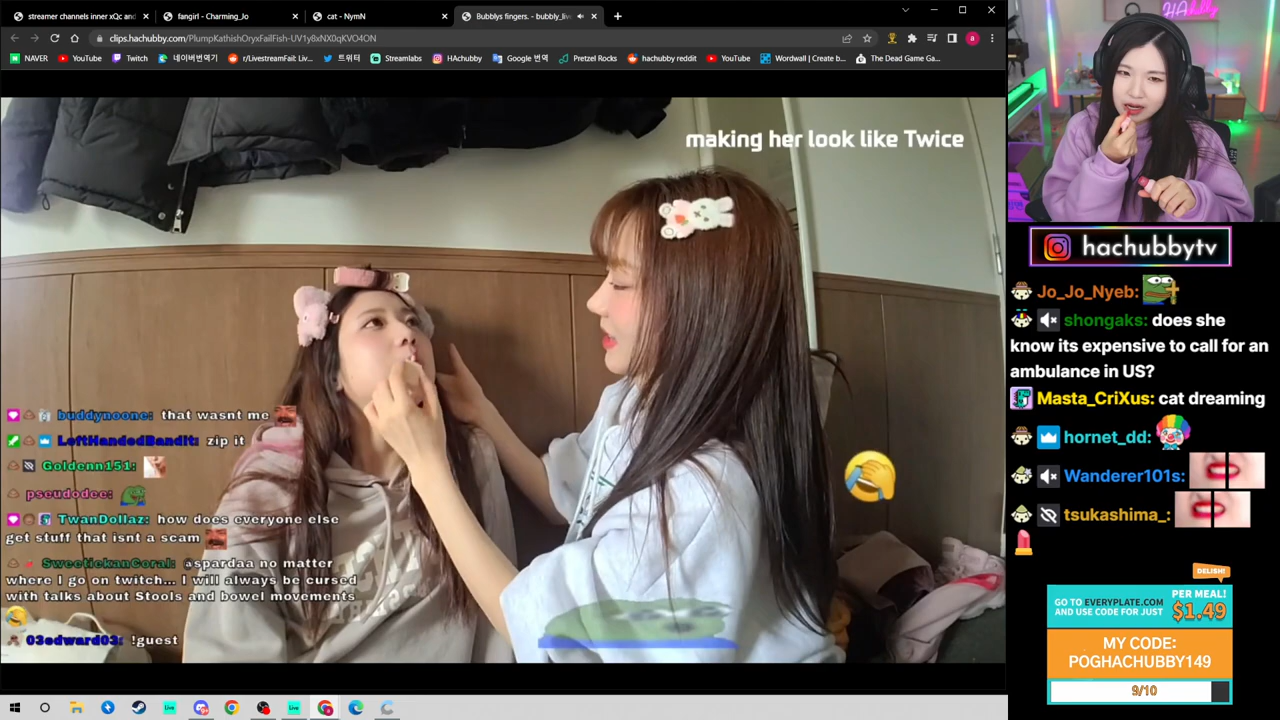 streamer channels inner xQc and
fangirl - Charming_Jo
cat - NymN
Bubblys fingers. - bubbly_liv
clips.hachubby.com/PlumpKathishOryxFailFish-UV1y8xNX0qKVO4ON
NAVER
YouTube
Twitch
네이버번역기
r/LivestreamFail: Liv...
트위터
Streamlabs
HAchubby
Google 번역
Pretzel Rocks
hachubby reddit
YouTube
Wordwall | Create b...
The Dead Game Ga...
making her look like Twice
buddynoone: that wasnt me
LeftHandedBandit: zip it
Goldenn151:
pseudodec:
TwanDollaz: how does everyone else
get stuff that isnt a scam
SweetiekanCoral: @spardaa no matter
where I go on twitch... I will always be cursed
with talks about Stools and bowel movements
03edward03: !guest
hachubbytv
Jo_Jo_Nyeb:
shongaks: does she
know its expensive to call for an
ambulance in US?
Masta_CriXus: cat dreaming
hornet_dd:
Wanderer101s:
tsukashima_:
DELISH!
GO TO EVERYPLATE.COM
AND USE CODE FOR JUST
PER MEAL!
$1.49
MY CODE:
POGHACHUBBY149
9/10
Live
Live